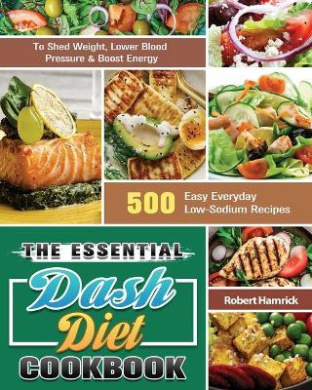 To Shed Weight, Lower Blood
Pressure & Boost Energy
500
Easy Everyday
Low-Sodium Recipes
THE ESSENTIAL
Dash
Diet
COOKBOOK
Robert Hamrick